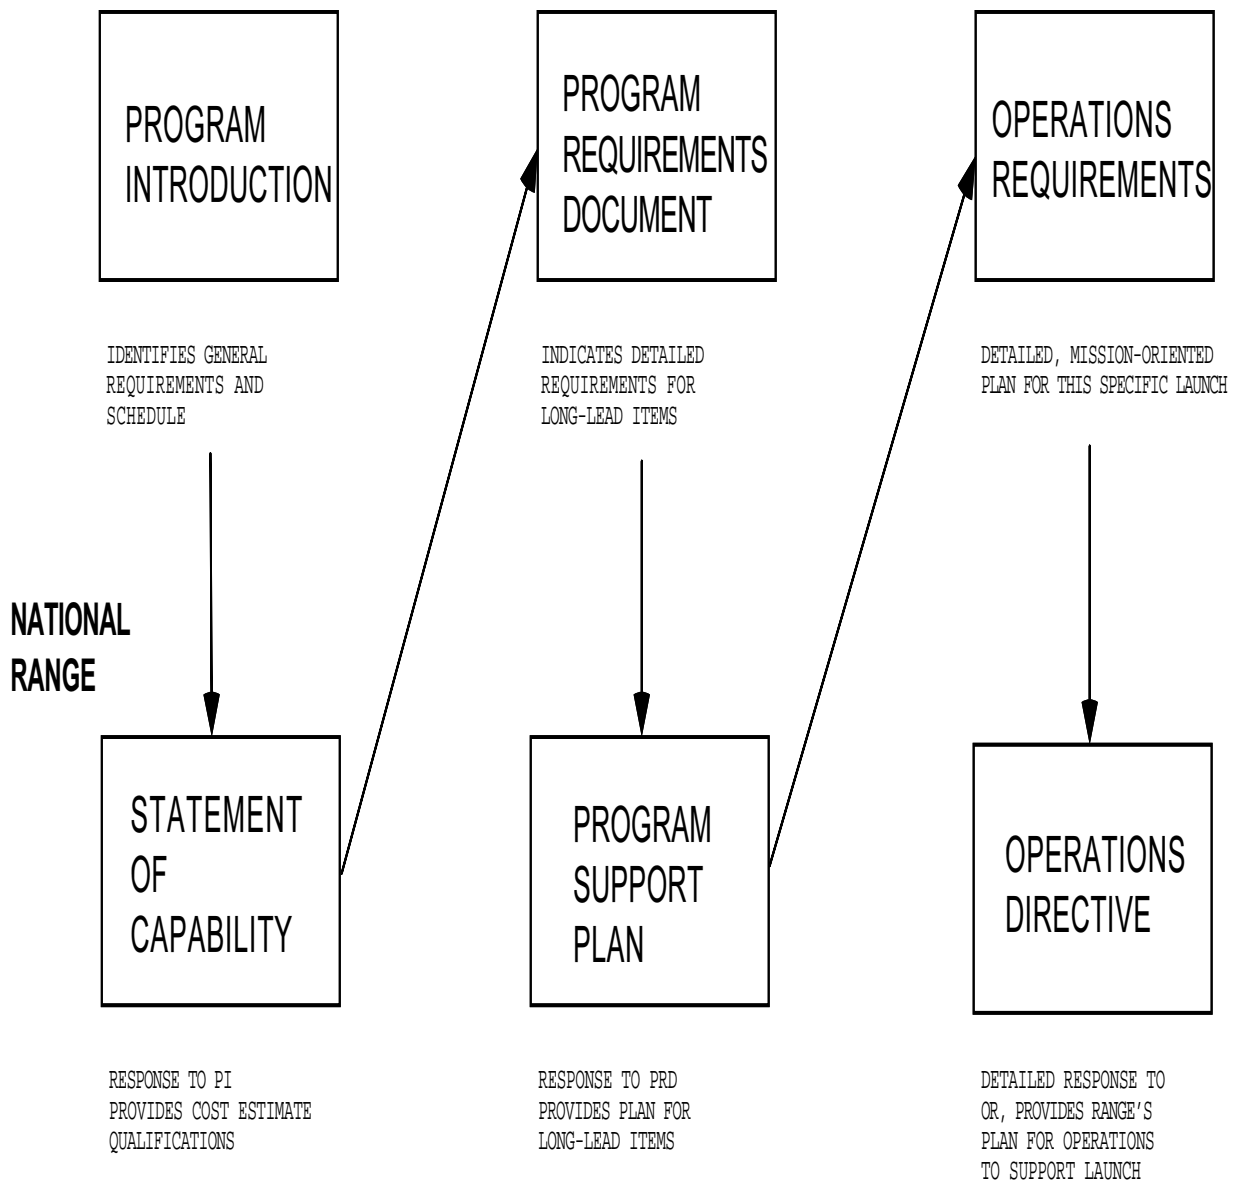 PROGRAM
INTRODUCTION
IDENTIFIES GENERAL
REQUIREMENTS AND
SCHEDULE
PROGRAM
REQUIREMENTS
DOCUMENT
INDICATES DETAILED
REQUIREMENTS FOR
LONG-LEAD ITEMS
OPERATIONS
REQUIREMENTS
DETAILED, MISSION-ORIENTED
PLAN FOR THIS SPECIFIC LAUNCH
NATIONAL
RANGE
STATEMENT
OF
CAPABILITY
RESPONSE TO PI
PROVIDES COST ESTIMATE
QUALIFICATIONS
PROGRAM
SUPPORT
PLAN
RESPONSE TO PRD
PROVIDES PLAN FOR
LONG-LEAD ITEMS
OPERATIONS
DIRECTIVE
DETAILED RESPONSE TO
OR, PROVIDES RANGE'S
PLAN FOR OPERATIONS
TO SUPPORT LAUNCH